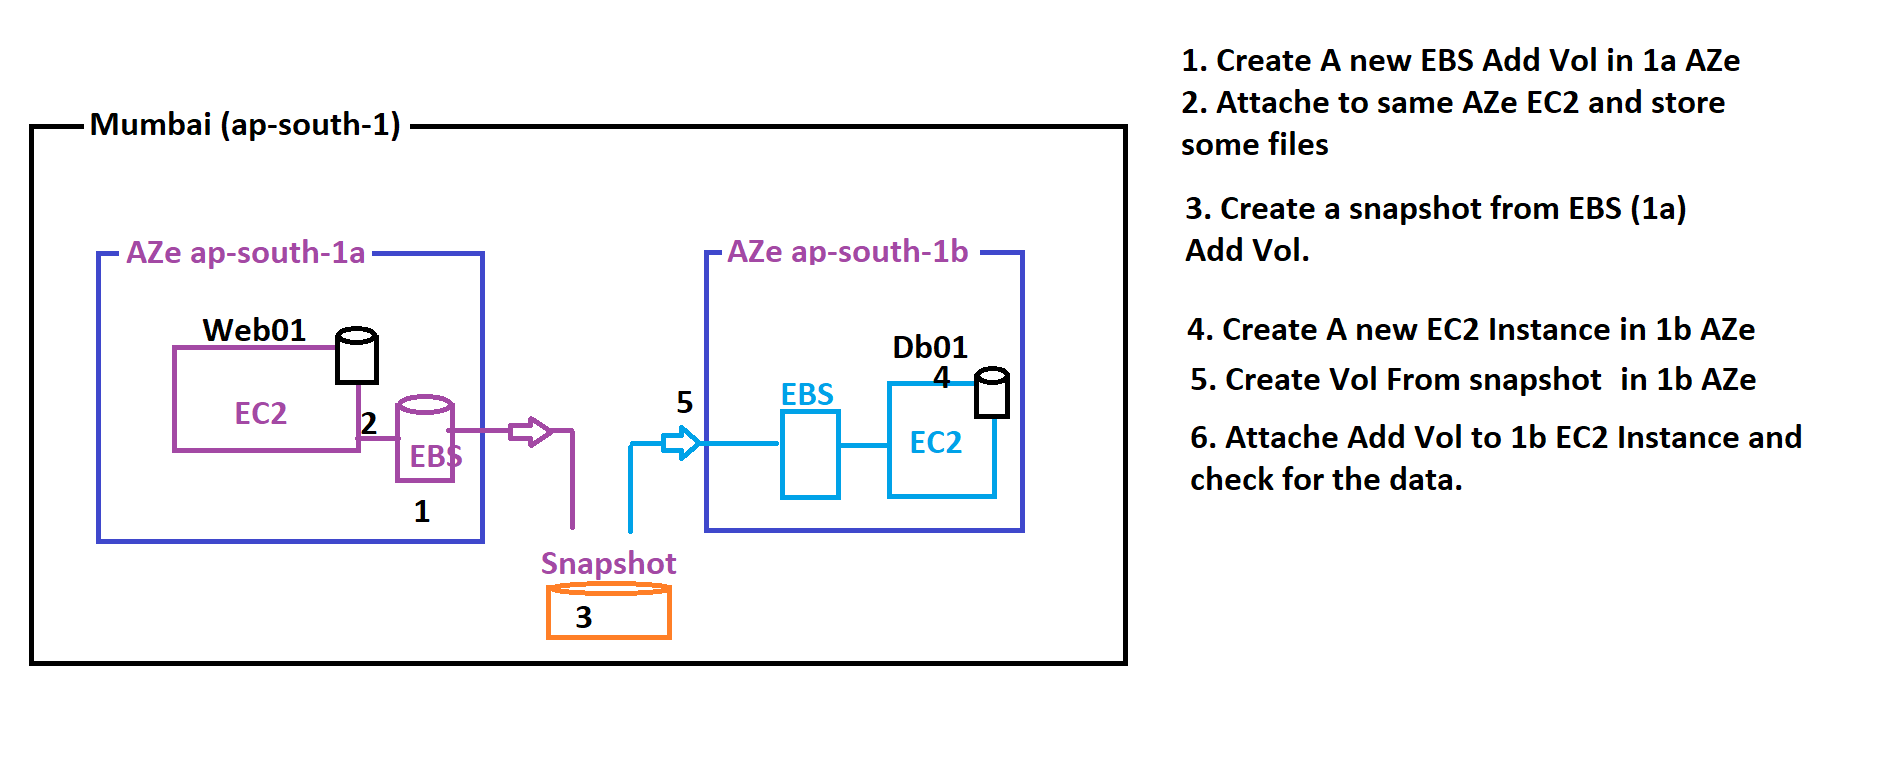 Mumbai (ap-south-1)
AZe ap-south-1a
Web01
EC2
2
EBS
1
Snapshot
3
5
AZe ap-south-1b
EBS
Db01
4
EC2
1. Create A new EBS Add Vol in 1a AZe
2. Attache to same AZe EC2 and store
some files
3. Create a snapshot from EBS (1a)
Add Vol.
4. Create A new EC2 Instance in 1b AZe
5. Create Vol From snapshot in 1b AZe
6. Attache Add Vol to 1b EC2 Instance and
check for the data.